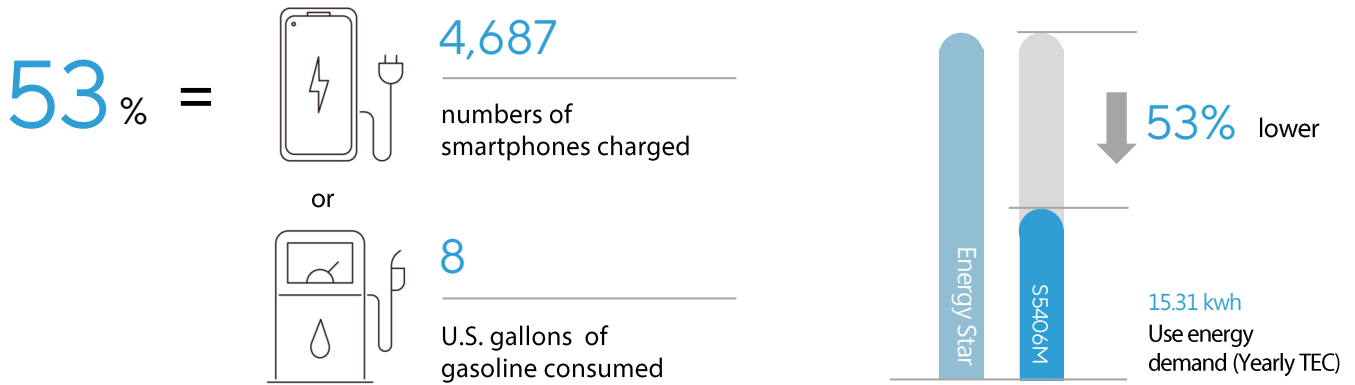 53 %
=
4,687
numbers of
smartphones charged
or
8
U.S. gallons of
gasoline consumed
Energy Star
S5406M
53% lower
15.31 kwh
Use energy
demand (Yearly TEC)